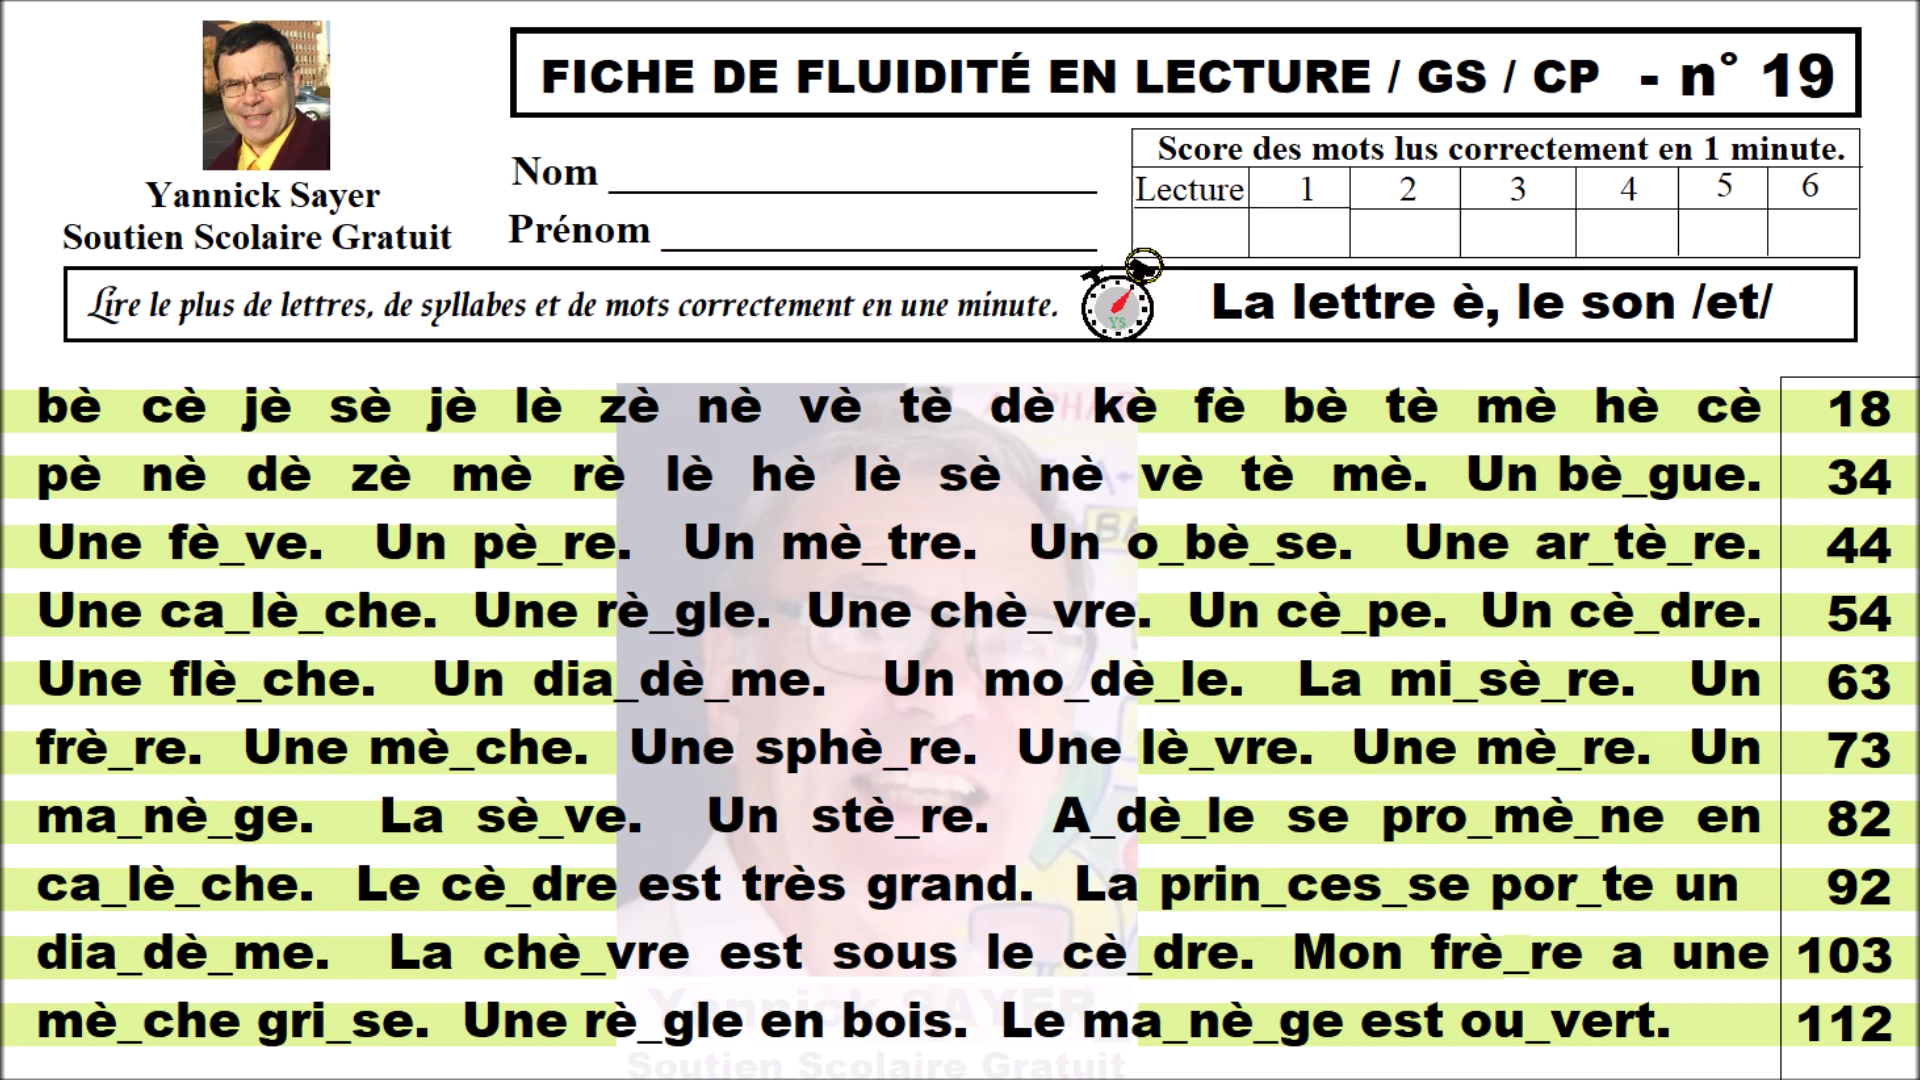 FICHE DE FLUIDITÉ EN LECTURE / GS / CP - n° 19
Score des mots lus correctement en 1 minute.
Nom
Lecture 1 2 3 4 5 6
Yannick Sayer
Prénom
Soutien Scolaire Gratuit
Lire le plus de lettres, de syllabes et de mots correctement en une minute.
YS
La lettre è, le son /et/
bè cè jè sè jè lè zè nè vè tè dè kè fè bè tè mè hè cè 18
pè nè dè zè mè rè lè hè lè sè nè vè tè mè. Un bè_gue. 34
Une fè_ve. Un pè_re. Un mè_tre. Un o_bè_se. Une ar_tè_re. 44
Une ca_lè_che. Une rè_gle. Une chè_vre. Un cè_pe. Un cè_dre. 54
Une flè_che. Un dia_dè_me. Un mo_dè_le. La mi_sè_re. Un 63
frè_re. Une mè_che. Une sphè_re. Une lè_vre. Une mè_re. Un 73
ma_nè_ge. La sè_ve. Un stè_re. A_dè_le se pro_mè_ne en 82
ca_lè_che. Le cè_dre est très grand. La prin_ces_se por_te un 92
dia_dè_me. La chè_vre est sous le cè_dre. Mon frè_re a une 103
mè_che gri_se. Une rè_gle en bois. Le ma_nè_ge est ou_vert. 112
Yannick SAYER
Soutien Scolaire Gratuit